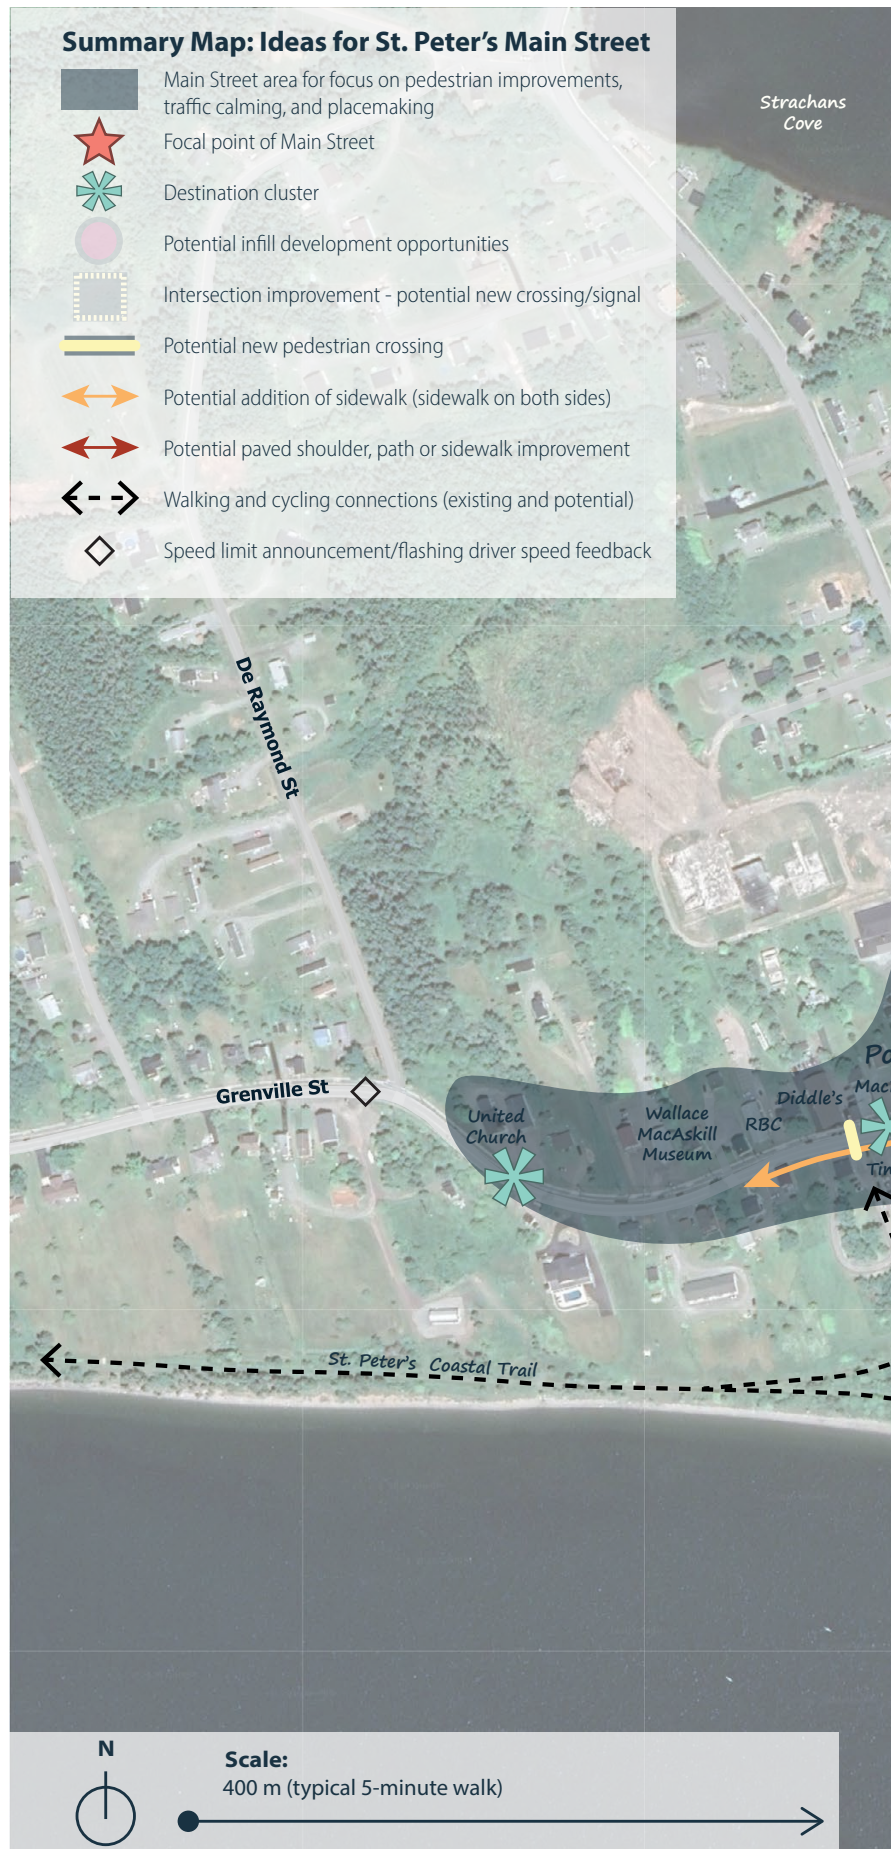 Summary Map: Ideas for St. Peter's Main Street
Main Street area for focus on pedestrian improvements,
traffic calming, and placemaking
Focal point of Main Street
Destination cluster
Potential infill development opportunities
Intersection improvement - potential new crossing/signal
Potential new pedestrian crossing
Potential addition of sidewalk (sidewalk on both sides)
Potential paved shoulder, path or sidewalk improvement
Walking and cycling connections (existing and potential)
Speed limit announcement/flashing driver speed feedback
Strachans
Cove
De Raymond St
Grenville St
United
Church
Wallace
MacAskill
Museum
RBC
Diddle's
Po
Mac
Tim
St. Peter's Coastal Trail
N
Scale:
400 m (typical 5-minute walk)